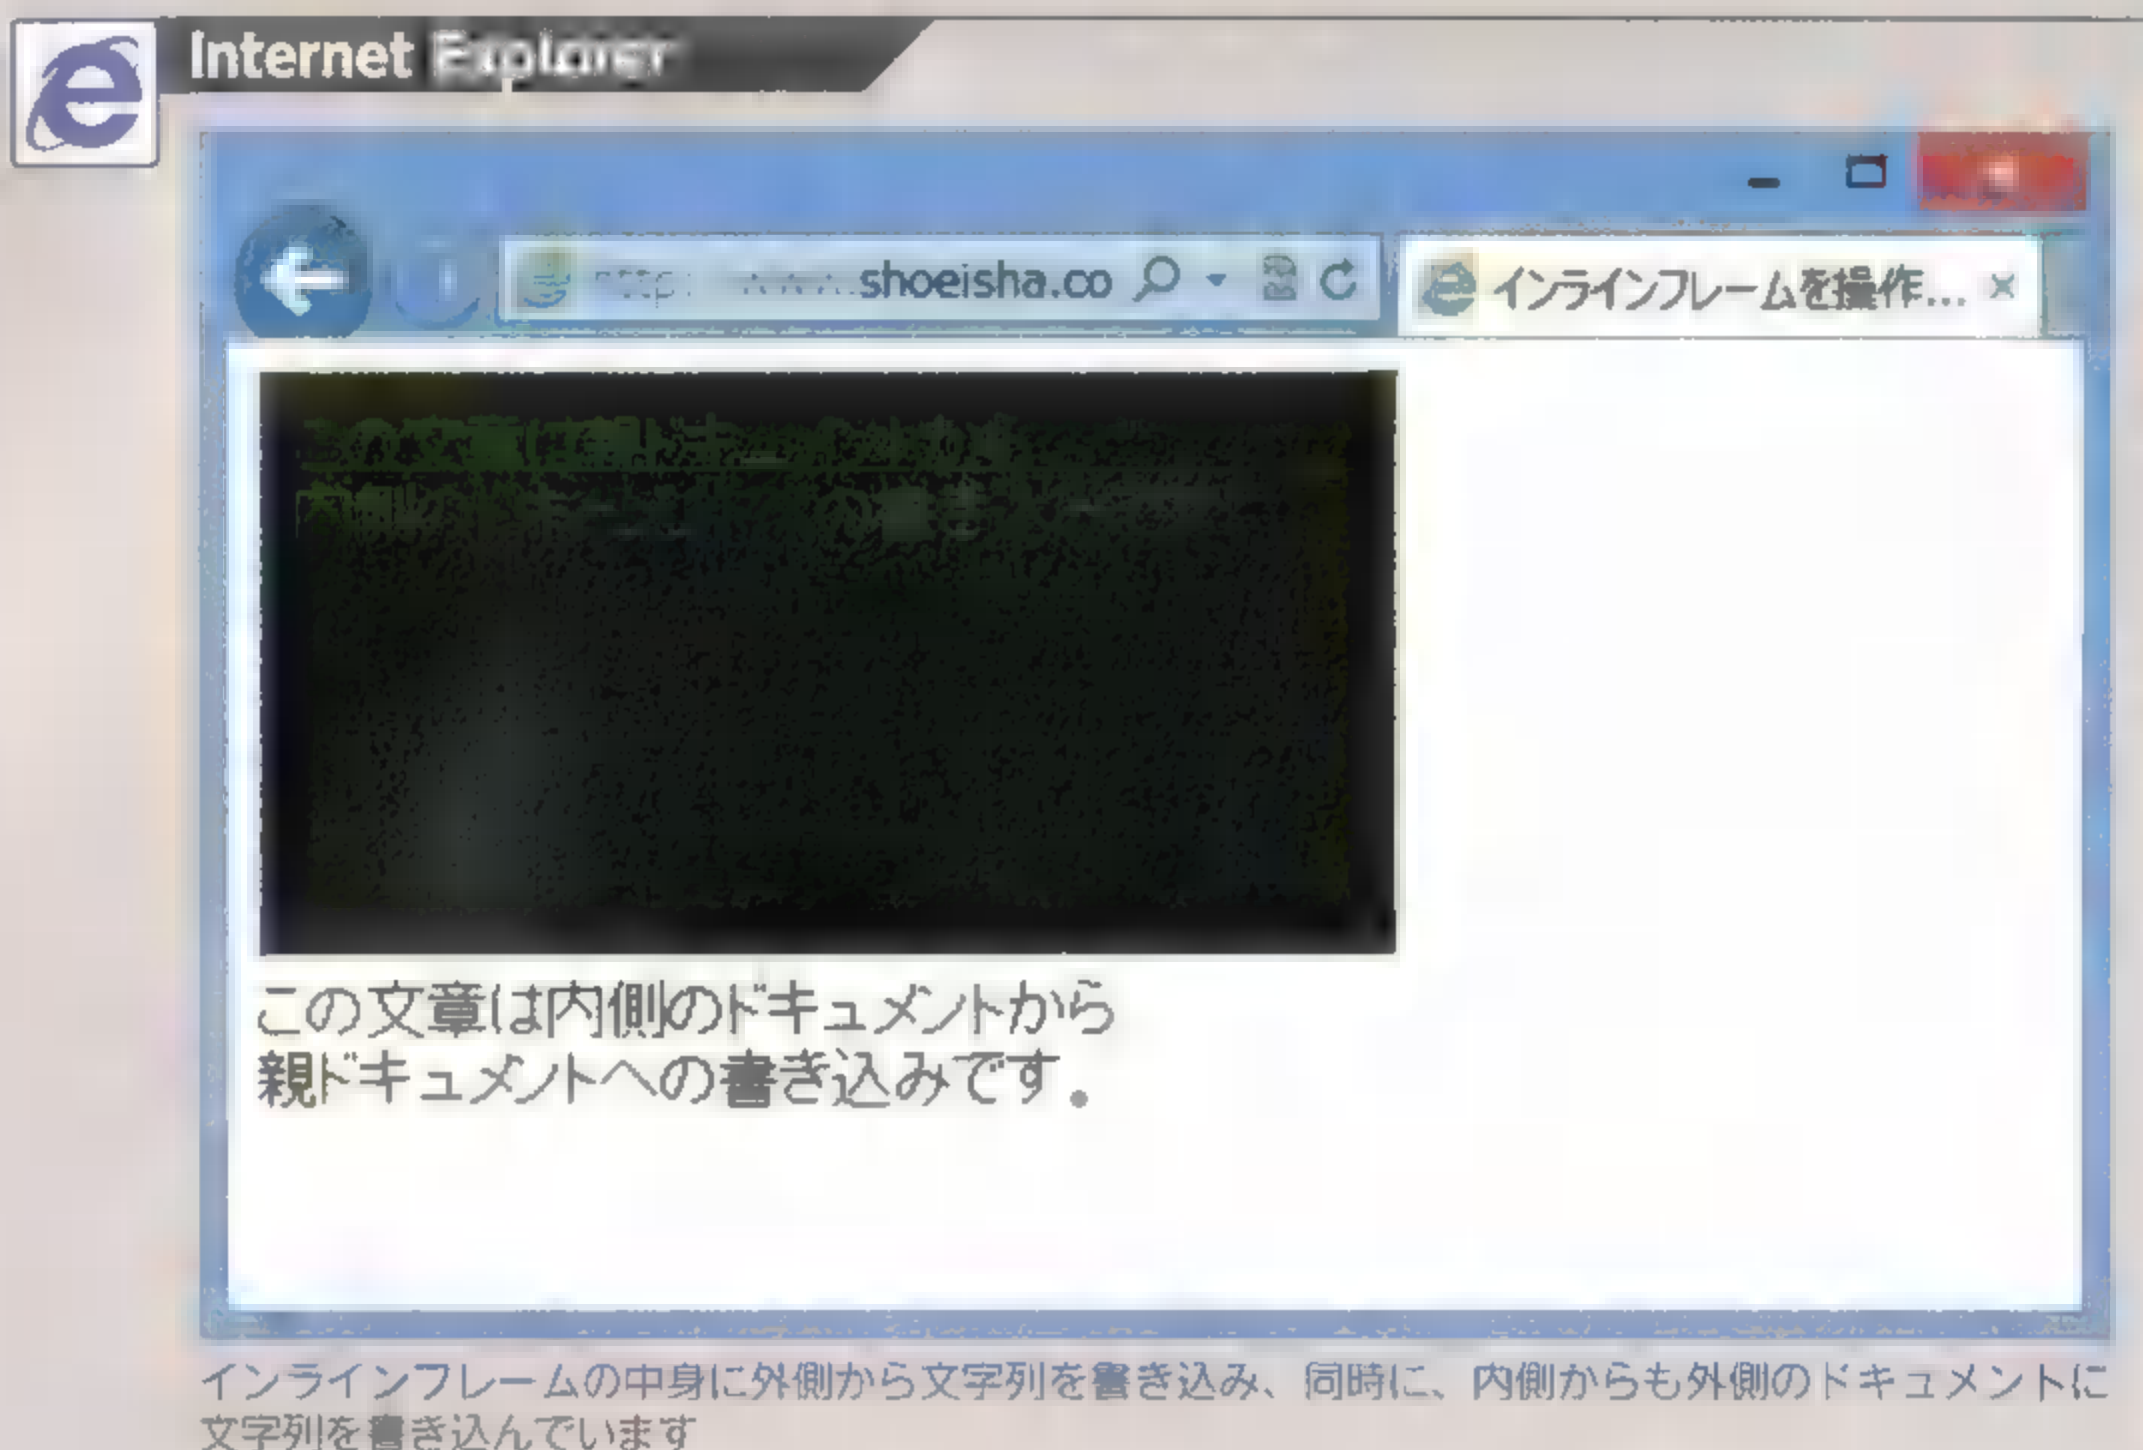 Internet Explorer
shoeisha.co
インラインフレームを操作...
この文章は内側のドキュメントから
親ドキュメントへの書き込みです。
インラインフレームの中身に外側から文字列を書き込み、同時に、内側からも外側のドキュメントに
文字列を書き込んでいます